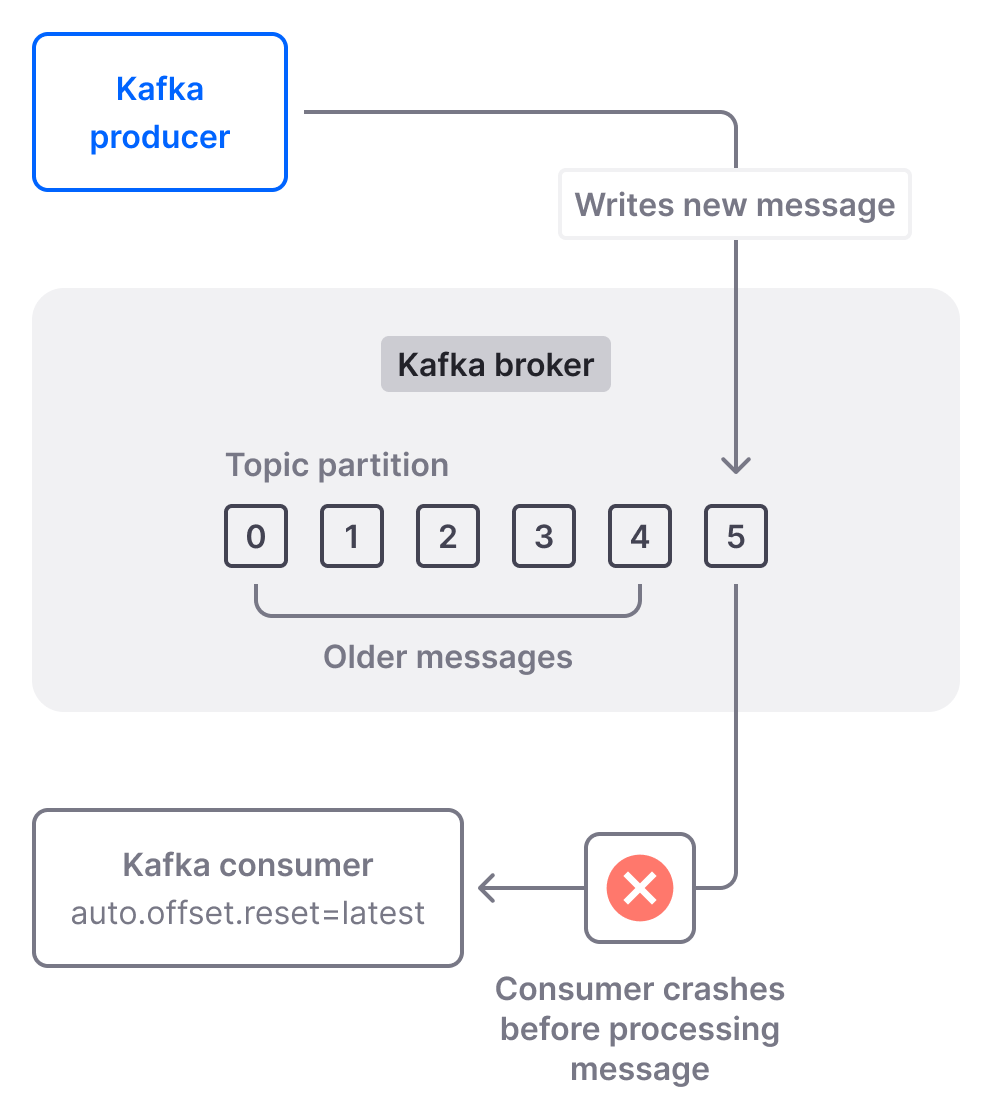 Kafka
producer
Writes new message
Kafka broker
Topic partition
0 1 2 3 4 5
Older messages
Kafka consumer
auto.offset.reset=latest
Consumer crashes
before processing
message